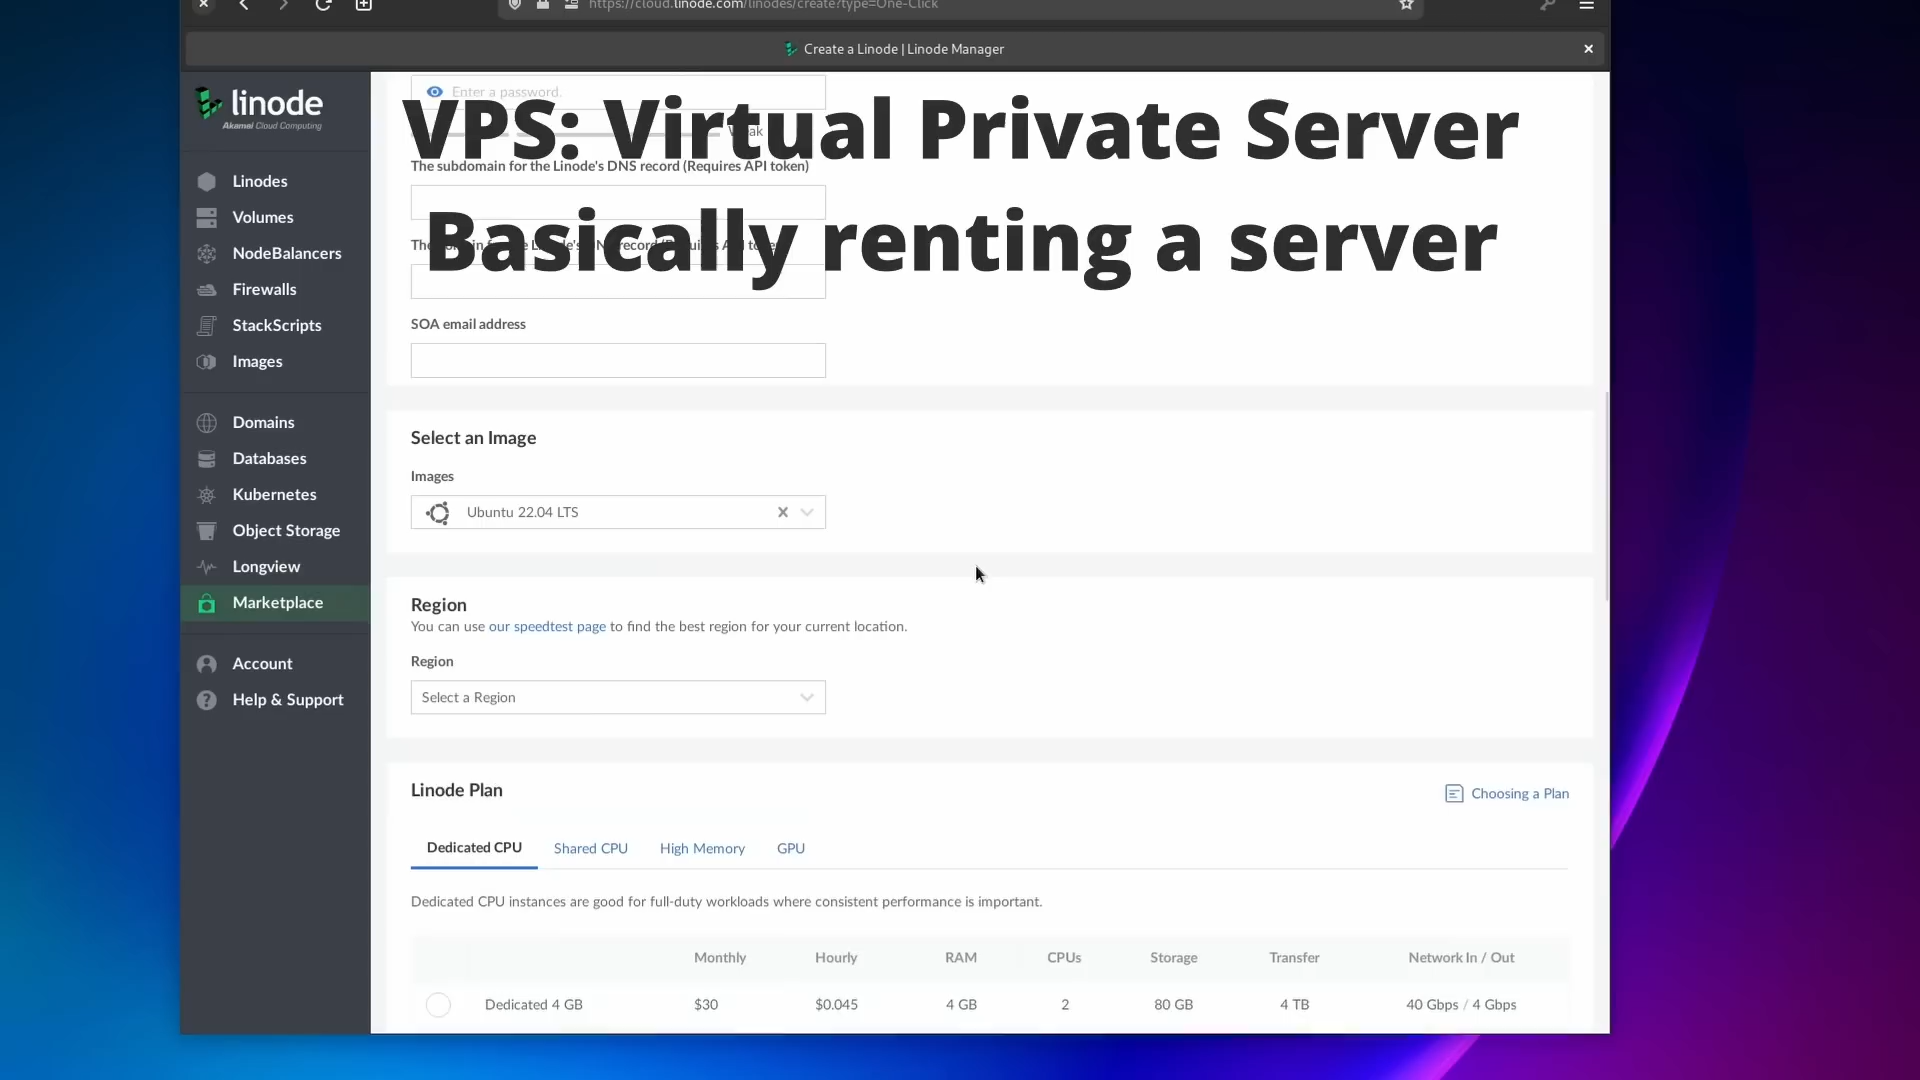 https://cloud.linode.com/linodes/create?type=One-Click
Create a Linode | Linode Manager
linode
Akamai Cloud Computing
Linodes
Volumes
NodeBalancers
Firewalls
StackScripts
Images
Domains
Databases
Kubernetes
Object Storage
Longview
Marketplace
Account
Help & Support
Enter a password.
VPS: Virtual Private Server
The subdomain for the Linode's DNS record (Requires API token)
Basically renting a server
SOA email address
Select an Image
Images
Ubuntu 22.04 LTS
Region
You can use our speedtest page to find the best region for your current location.
Region
Select a Region
Linode Plan
Choosing a Plan
Dedicated CPU Shared CPU High Memory GPU
Dedicated CPU instances are good for full-duty workloads where consistent performance is important.
Monthly Hourly RAM CPUs Storage Transfer Network In / Out
Dedicated 4 GB $30 $0.045 4 GB 2 80 GB 4 TB 40 Gbps / 4 Gbps